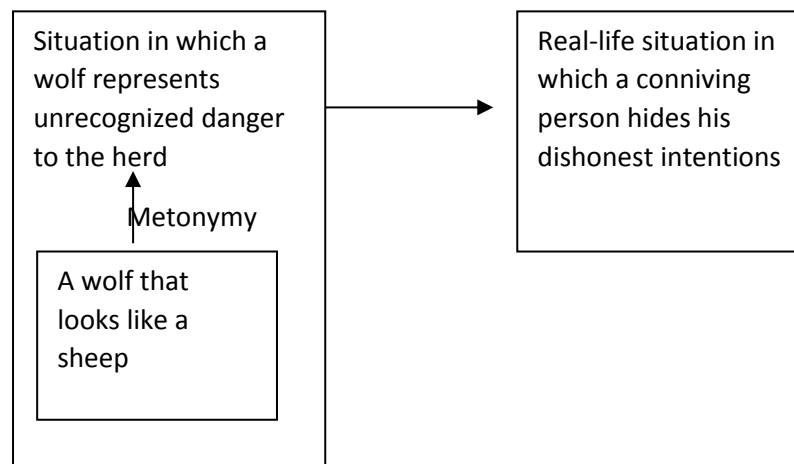 Situation in which a
wolf represents
unrecognized danger
to the herd
Metonymy
A wolf that
looks like a
sheep
Real-life situation in
which a conniving
person hides his
dishonest intentions